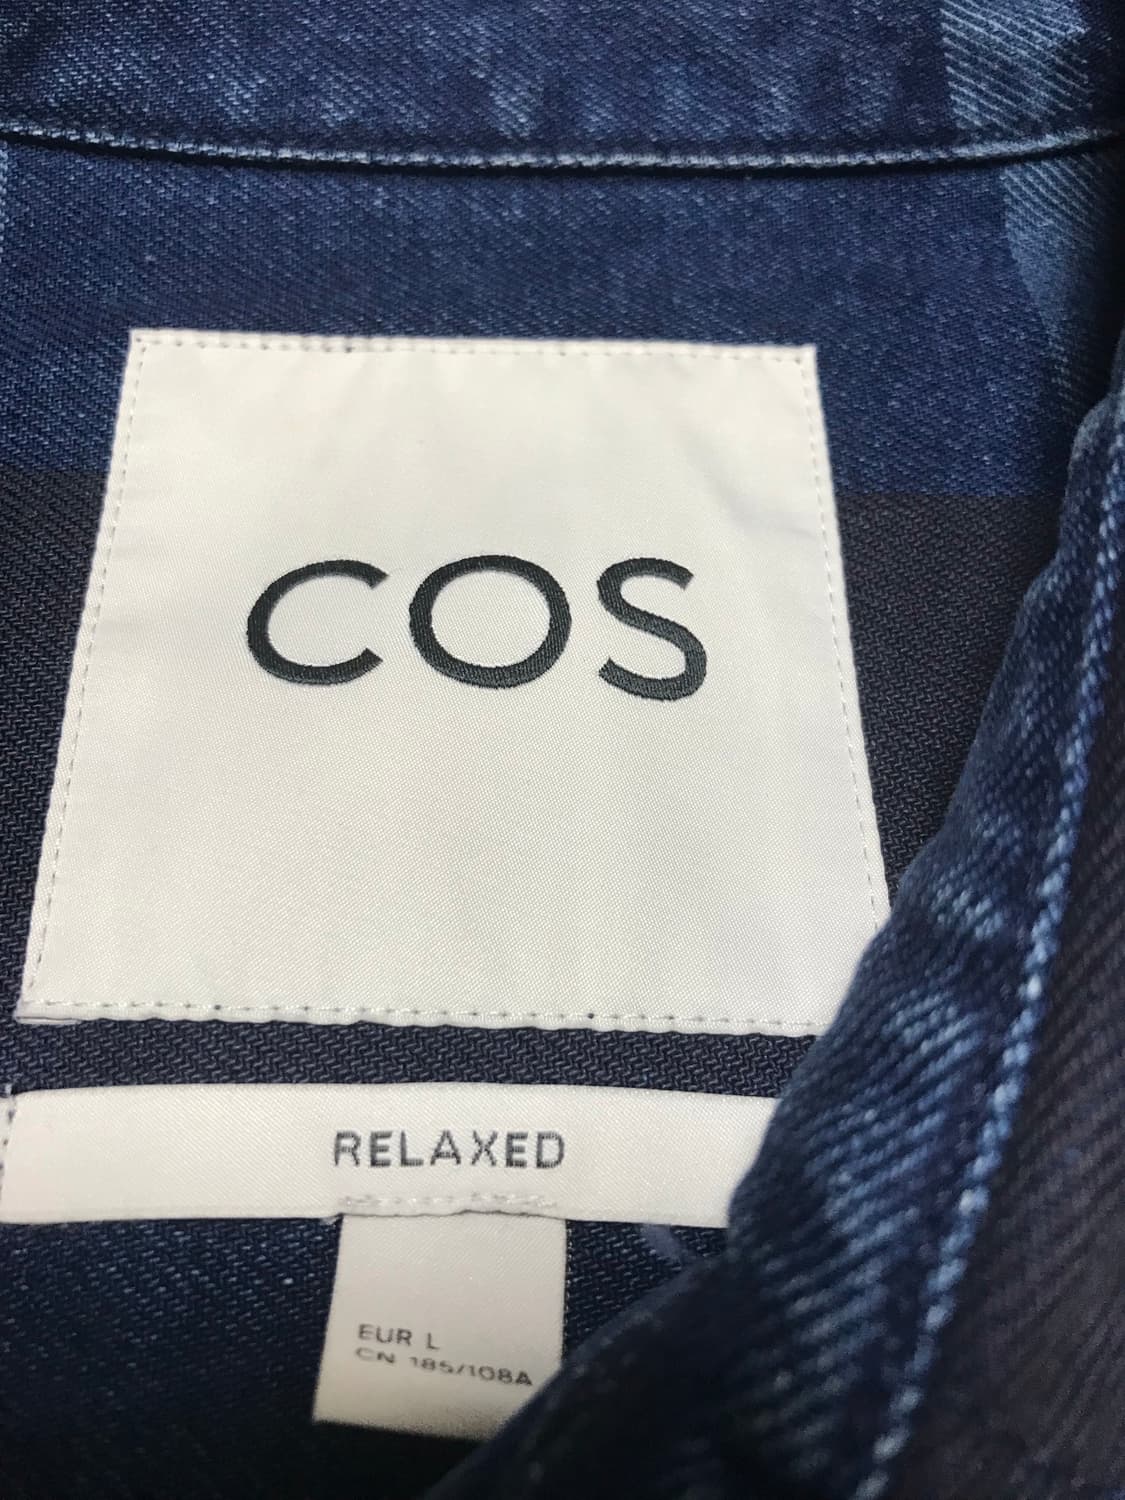 COS
RELAXED
EUR L
CN 185/108A